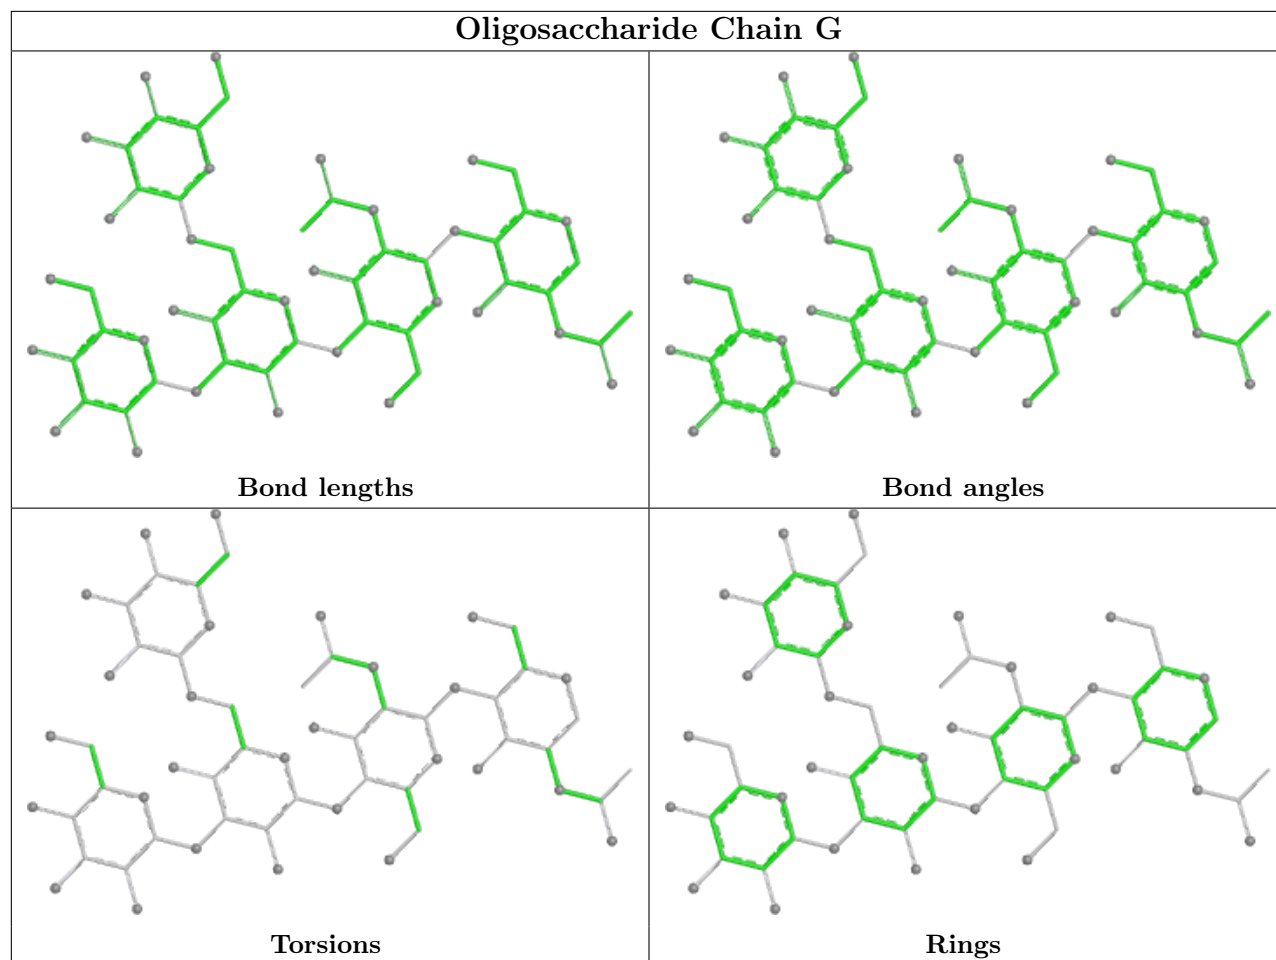 Oligosaccharide Chain G
Bond lengths
Bond angles
Torsions
Rings